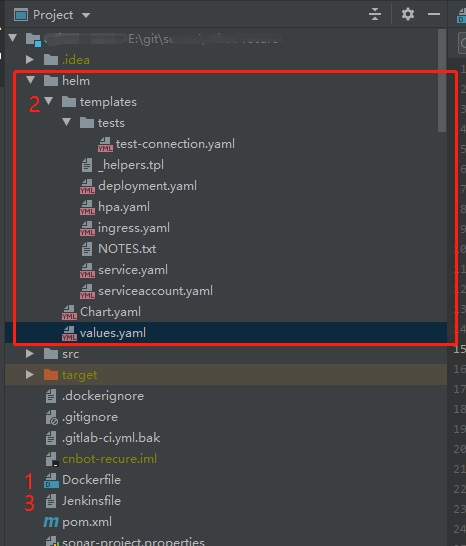 Project
E:\git\
.idea
helm
2
templates
tests
test-connection.yaml
_helpers.tpl
deployment.yaml
hpa.yaml
ingress.yaml
NOTES.txt
service.yaml
serviceaccount.yaml
Chart.yaml
values.yaml
src
target
.dockerignore
.gitignore
.gitlab-ci.yml.bak
cnbot-recure.iml
1
Dockerfile
3
Jenkinsfile
pom.xml
sonar-project.properties
15